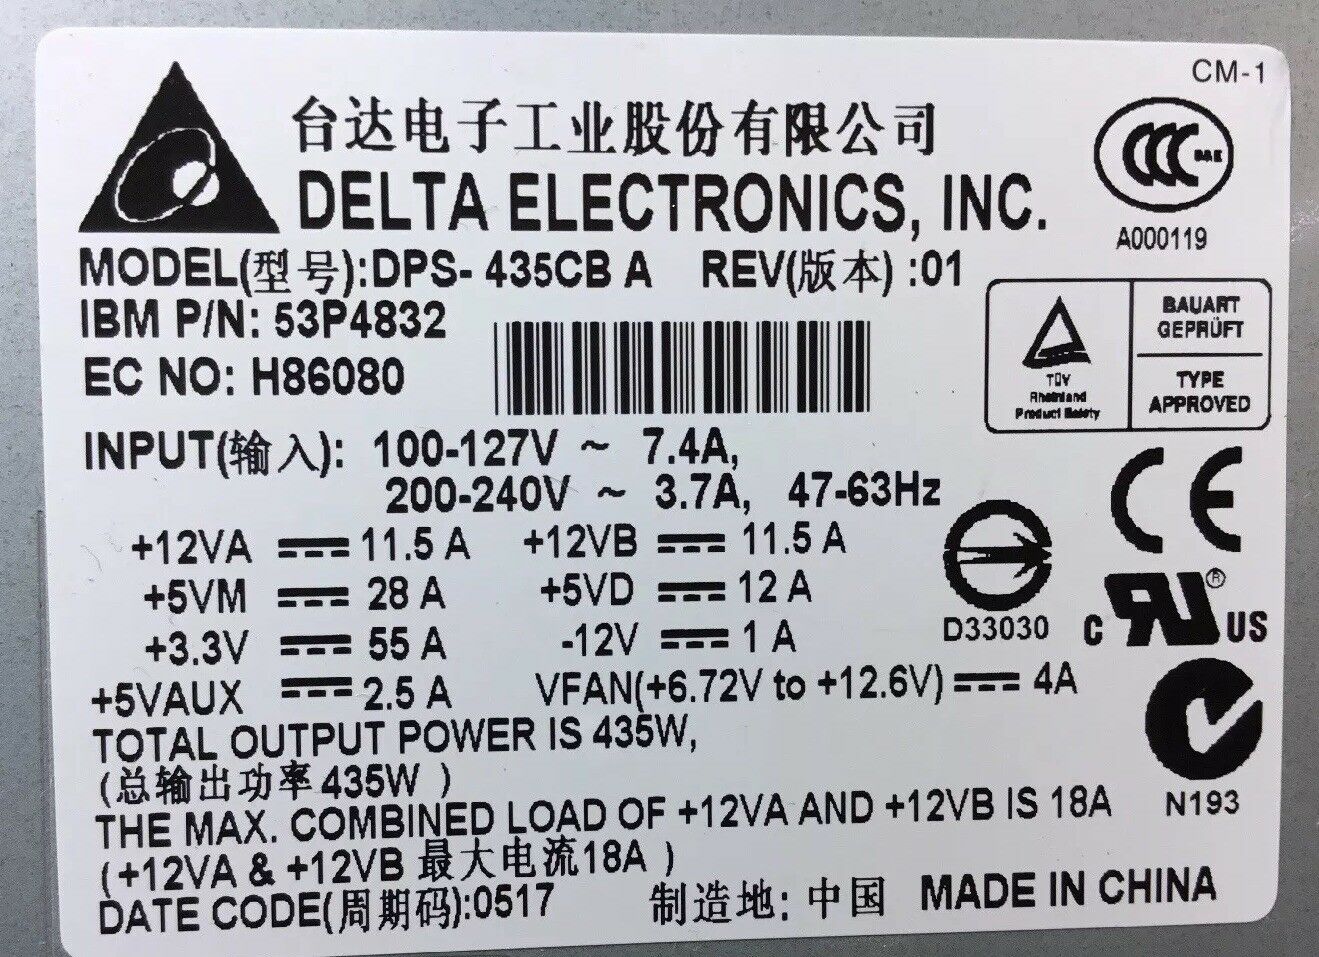 CM-1
台达电子工业股份有限公司
DELTA ELECTRONICS, INC.
A000119
MODEL(型号):DPS- 435CB A REV(版本) :01
IBM P/N: 53P4832
EC NO: H86080
BAUART
GEPRÜFT
TÜV
Rheinland
Product Safety
TYPE
APPROVED
INPUT(输入): 100-127V ~ 7.4A,
200-240V ~ 3.7A, 47-63Hz
+12VA ⎓ 11.5 A +12VB ⎓ 11.5 A
+5VM ⎓ 28 A +5VD ⎓ 12 A
+3.3V ⎓ 55 A -12V ⎓ 1 A
+5VAUX ⎓ 2.5 A VFAN(+6.72V to +12.6V) ⎓ 4A
CE
D33030
C RU ® US
TOTAL OUTPUT POWER IS 435W,
(总输出功率435W )
THE MAX. COMBINED LOAD OF +12VA AND +12VB IS 18A
N193
(+12VA & +12VB 最大电流18A )
DATE CODE(周期码):0517 制造地: 中国 MADE IN CHINA